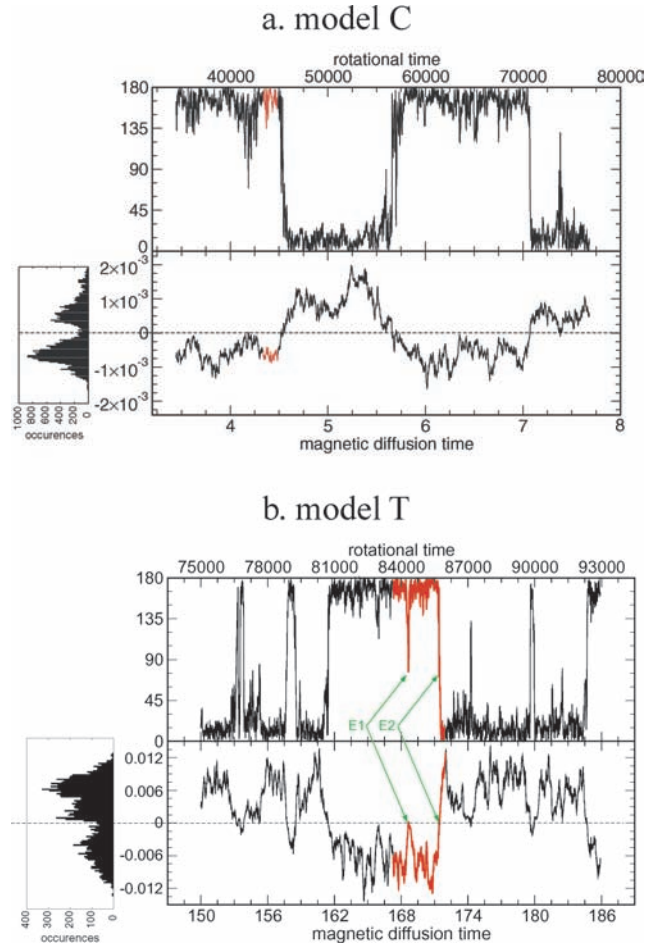 a. model C
rotational time
40000 50000 60000 70000 80000
180
135
90
45
0
2×10-3
1×10-3
0
-1×10-3
-2×10-3
1000 800 600 400 200 0
occurences
4 5 6 7 8
magnetic diffusion time
b. model T
rotational time
75000 78000 81000 84000 87000 90000 93000
180
135
90
45
0
E1 E2
0.012
0.006
0
-0.006
-0.012
400 300 200 100 0
occurences
150 156 162 168 174 180 186
magnetic diffusion time